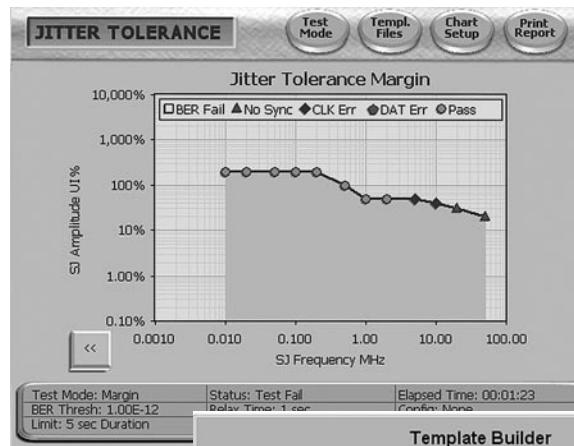 JITTER TOLERANCE
Test Mode
Templ. Files
Chart Setup
Print Report
Jitter Tolerance Margin
BER Fail No Sync CLK Err DAT Err Pass
SJ Amplitude UI%
10,000%
1,000%
100%
10%
1.00%
0.10%
0.0010 0.010 0.100 1.00 10.00 100.00
SJ Frequency MHz
<<
Test Mode: Margin Status: Test Fail Elapsed Time: 00:01:23
BER Thresh: 1.00E-12 Relax Time: 1 sec Config: None
Limit: 5 sec Duration
Template Builder